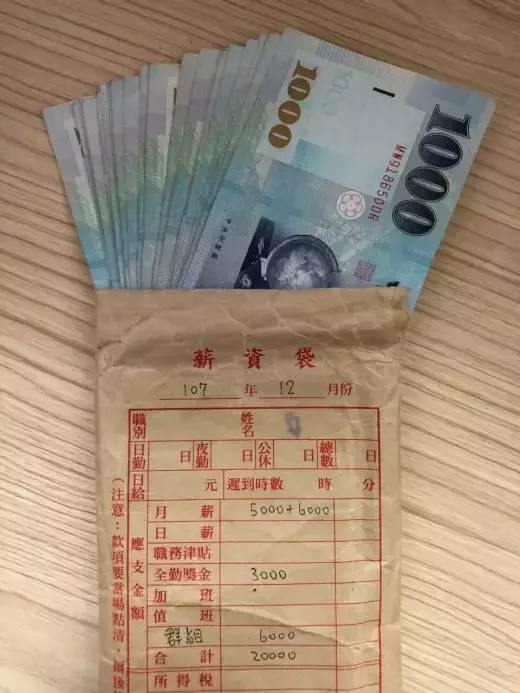 1000
1000
MW918650DR
薪資袋
107 年 12 月份
職別 姓名
日勤 日 夜勤 日 公休 日 總數 日
日給 元 遲到時數 時 分
應支金額
月薪 5000+6000
日薪
職務津貼
全勤獎金 3000
加班
值班
群組 6000
合計 20000
所得稅
(注意:款項要當場點清,爾後